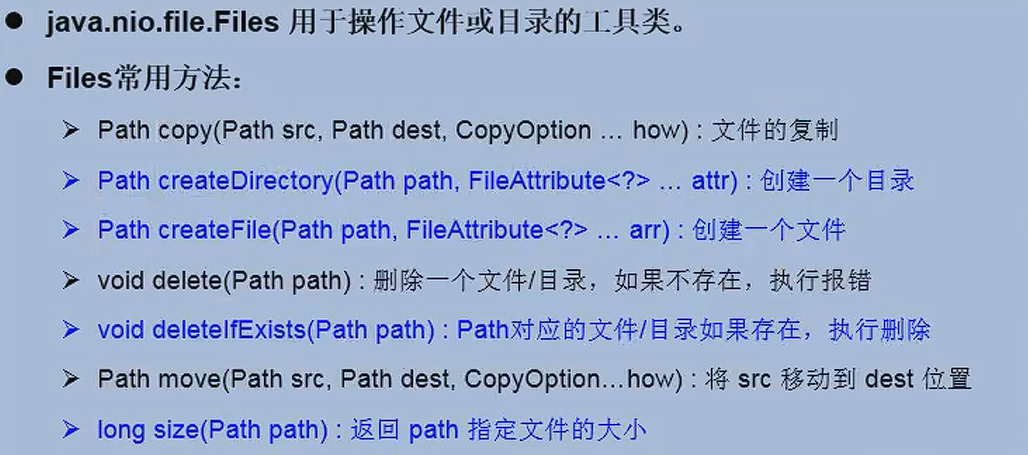 ● java.nio.file.Files 用于操作文件或目录的工具类。
● Files常用方法：
➢ Path copy(Path src, Path dest, CopyOption … how) : 文件的复制
➢ Path createDirectory(Path path, FileAttribute<?> … attr) : 创建一个目录
➢ Path createFile(Path path, FileAttribute<?> … arr) : 创建一个文件
➢ void delete(Path path) : 删除一个文件/目录，如果不存在，执行报错
➢ void deleteIfExists(Path path) : Path对应的文件/目录如果存在，执行删除
➢ Path move(Path src, Path dest, CopyOption…how) : 将 src 移动到 dest 位置
➢ long size(Path path) : 返回 path 指定文件的大小